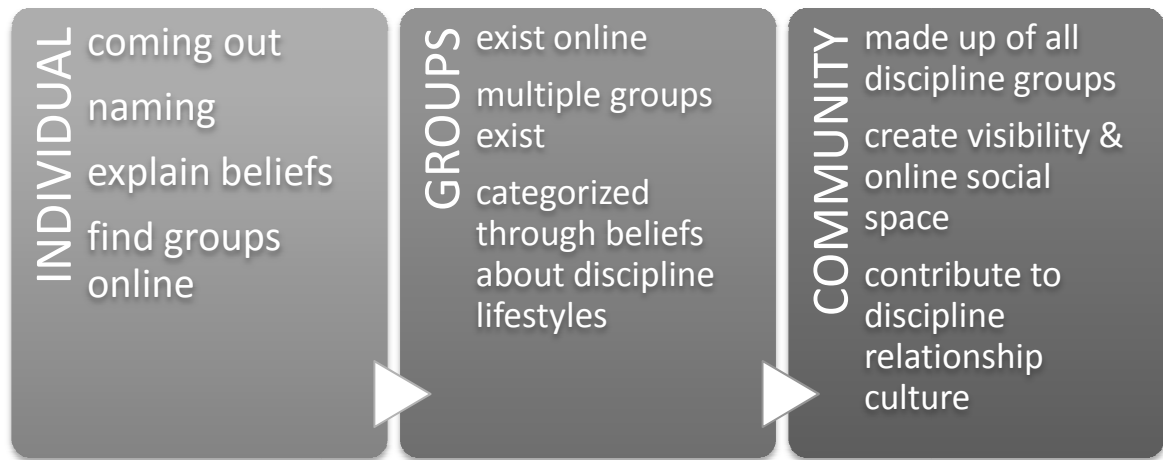 INDIVIDUAL
coming out
naming
explain beliefs
find groups
online
GROUPS
exist online
multiple groups
exist
categorized
through beliefs
about discipline
lifestyles
COMMUNITY
made up of all
discipline groups
create visibility &
online social
space
contribute to
discipline
relationship
culture